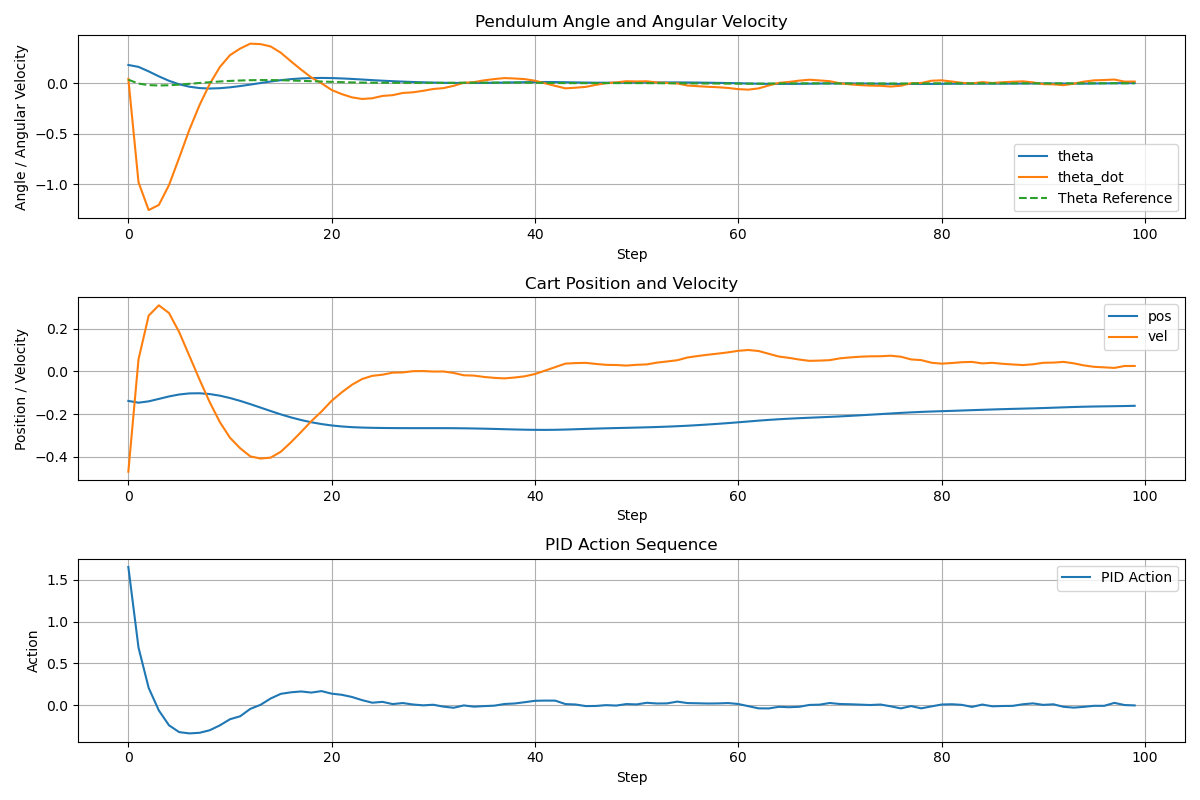 Pendulum Angle and Angular Velocity
Angle / Angular Velocity
0.0
−0.5
−1.0
theta
theta_dot
Theta Reference
0 20 40 60 80 100
Step
Cart Position and Velocity
Position / Velocity
0.2
0.0
−0.2
−0.4
pos
vel
0 20 40 60 80 100
Step
PID Action Sequence
Action
1.5
1.0
0.5
0.0
PID Action
0 20 40 60 80 100
Step